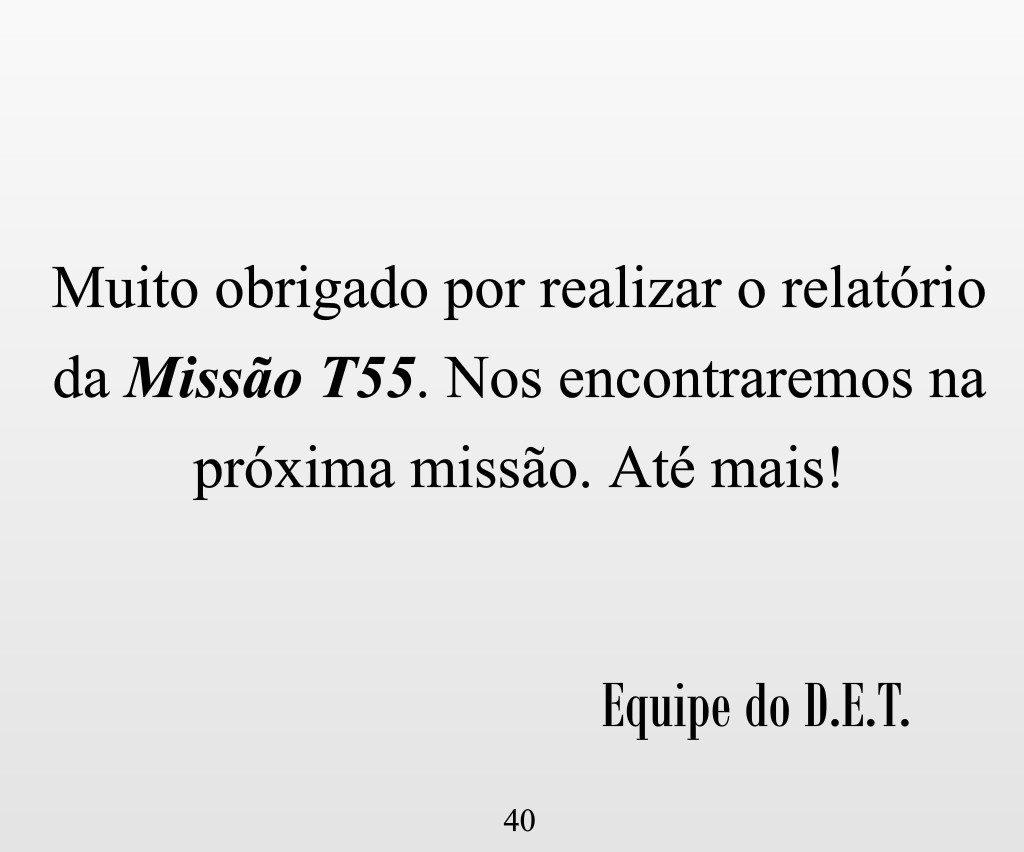 Muito obrigado por realizar o relatório
da Missão T55. Nos encontraremos na
próxima missão. Até mais!
Equipe do D.E.T.
40